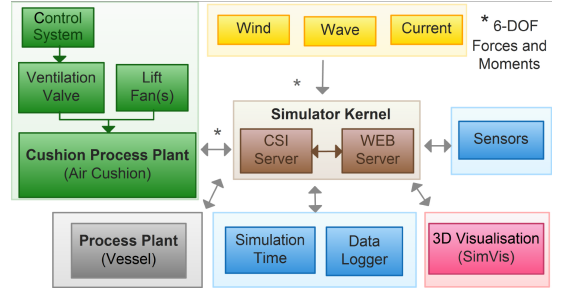 Control
System
Ventilation
Valve
Lift
Fan(s)
Cushion Process Plant
(Air Cushion)
Wind
Wave
Current
* 6-DOF
Forces and
Moments
*
*
Simulator Kernel
CSI
Server
WEB
Server
Sensors
Process Plant
(Vessel)
Simulation
Time
Data
Logger
3D Visualisation
(SimVis)